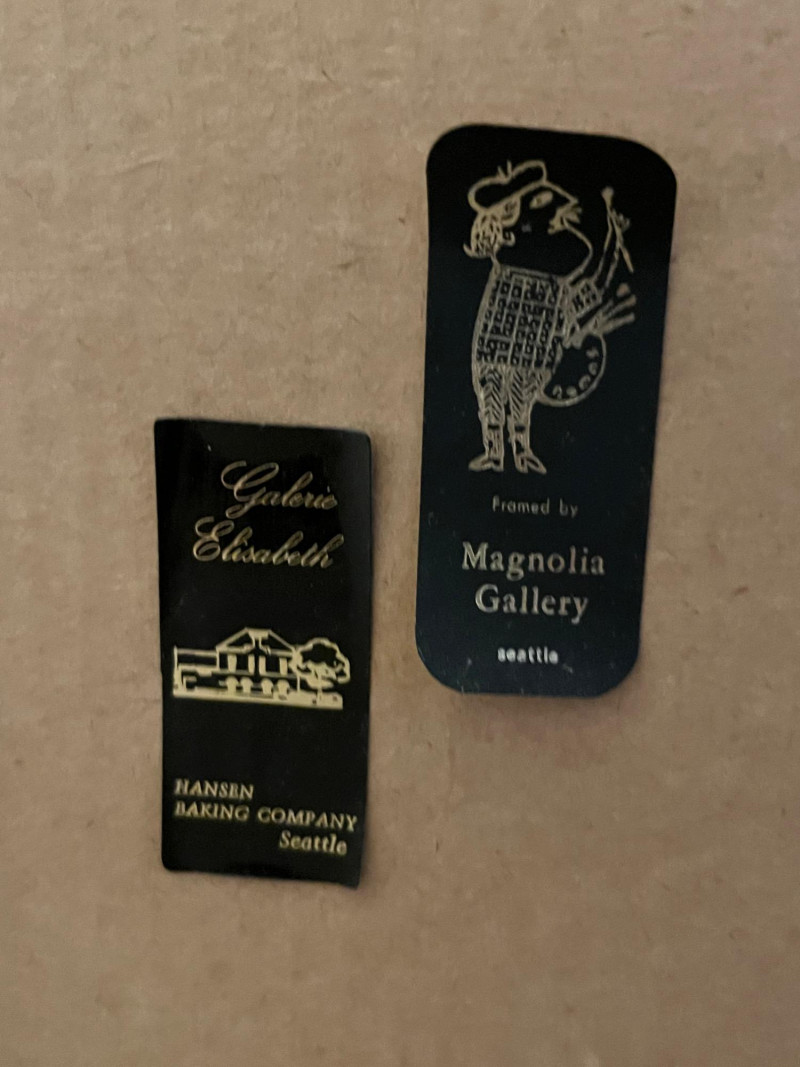 Galerie
Elisabeth
HANSEN
BAKING COMPANY
Seattle
Framed by
Magnolia
Gallery
seattle